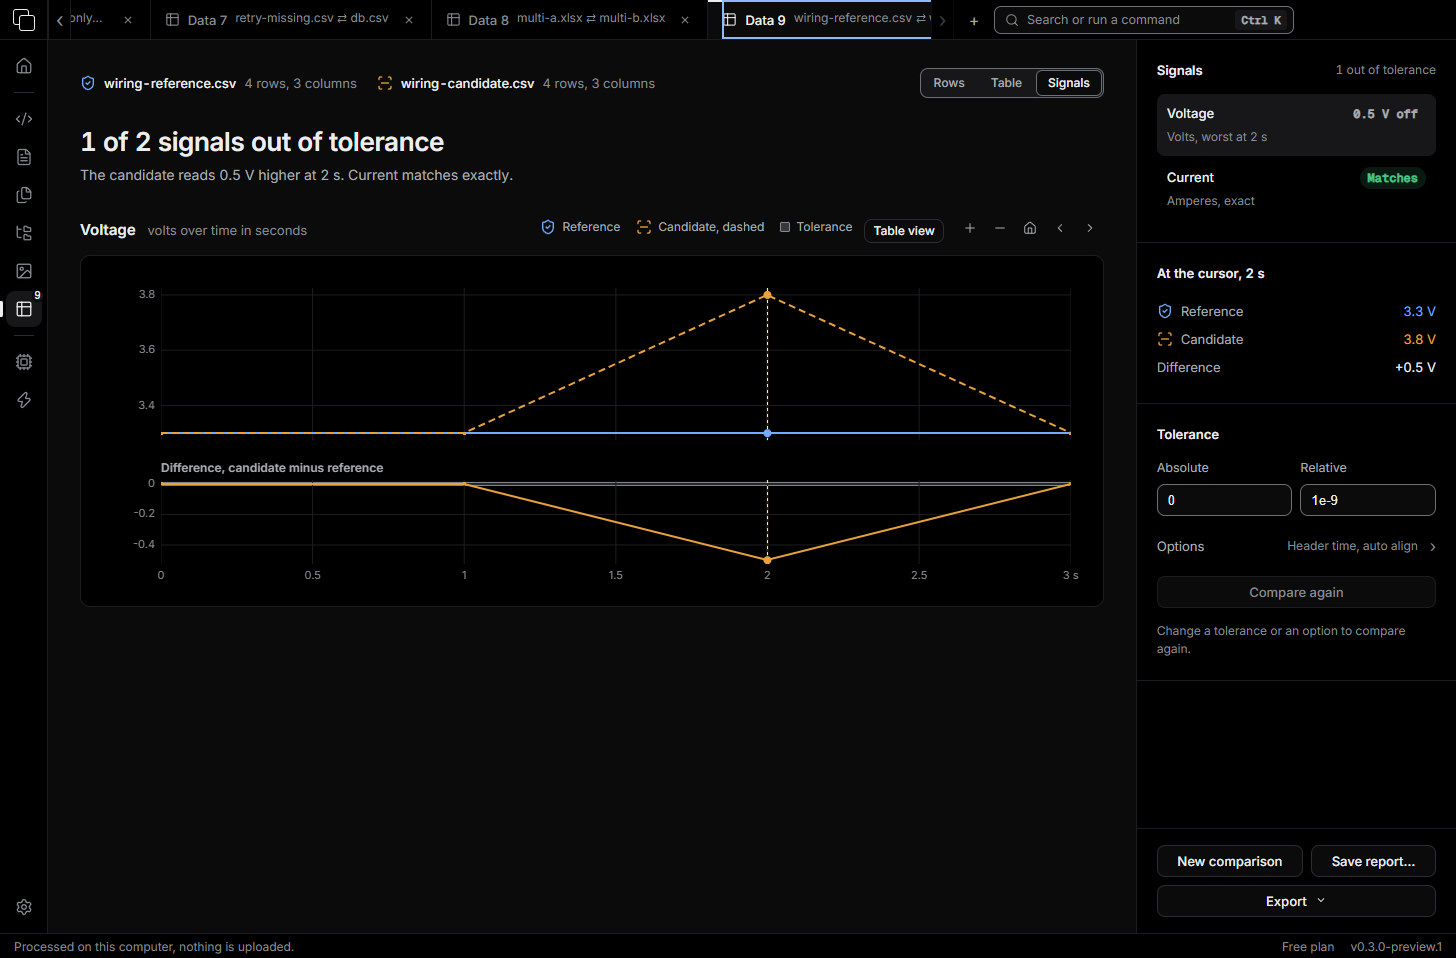 only...
Data 7 retry-missing.csv ⇄ db.csv
Data 8 multi-a.xlsx ⇄ multi-b.xlsx
Data 9 wiring-reference.csv ⇄
Search or run a command Ctrl K
9
wiring-reference.csv 4 rows, 3 columns
wiring-candidate.csv 4 rows, 3 columns
Rows Table Signals
1 of 2 signals out of tolerance
The candidate reads 0.5 V higher at 2 s. Current matches exactly.
Voltage volts over time in seconds
Reference Candidate, dashed Tolerance Table view
3.8
3.6
3.4
Difference, candidate minus reference
0
-0.2
-0.4
0 0.5 1 1.5 2 2.5 3 s
Signals 1 out of tolerance
Voltage 0.5 V off
Volts, worst at 2 s
Current Matches
Amperes, exact
At the cursor, 2 s
Reference 3.3 V
Candidate 3.8 V
Difference +0.5 V
Tolerance
Absolute Relative
0 1e-9
Options Header time, auto align
Compare again
Change a tolerance or an option to compare
again.
New comparison Save report...
Export
Processed on this computer, nothing is uploaded.
Free plan v0.3.0-preview.1